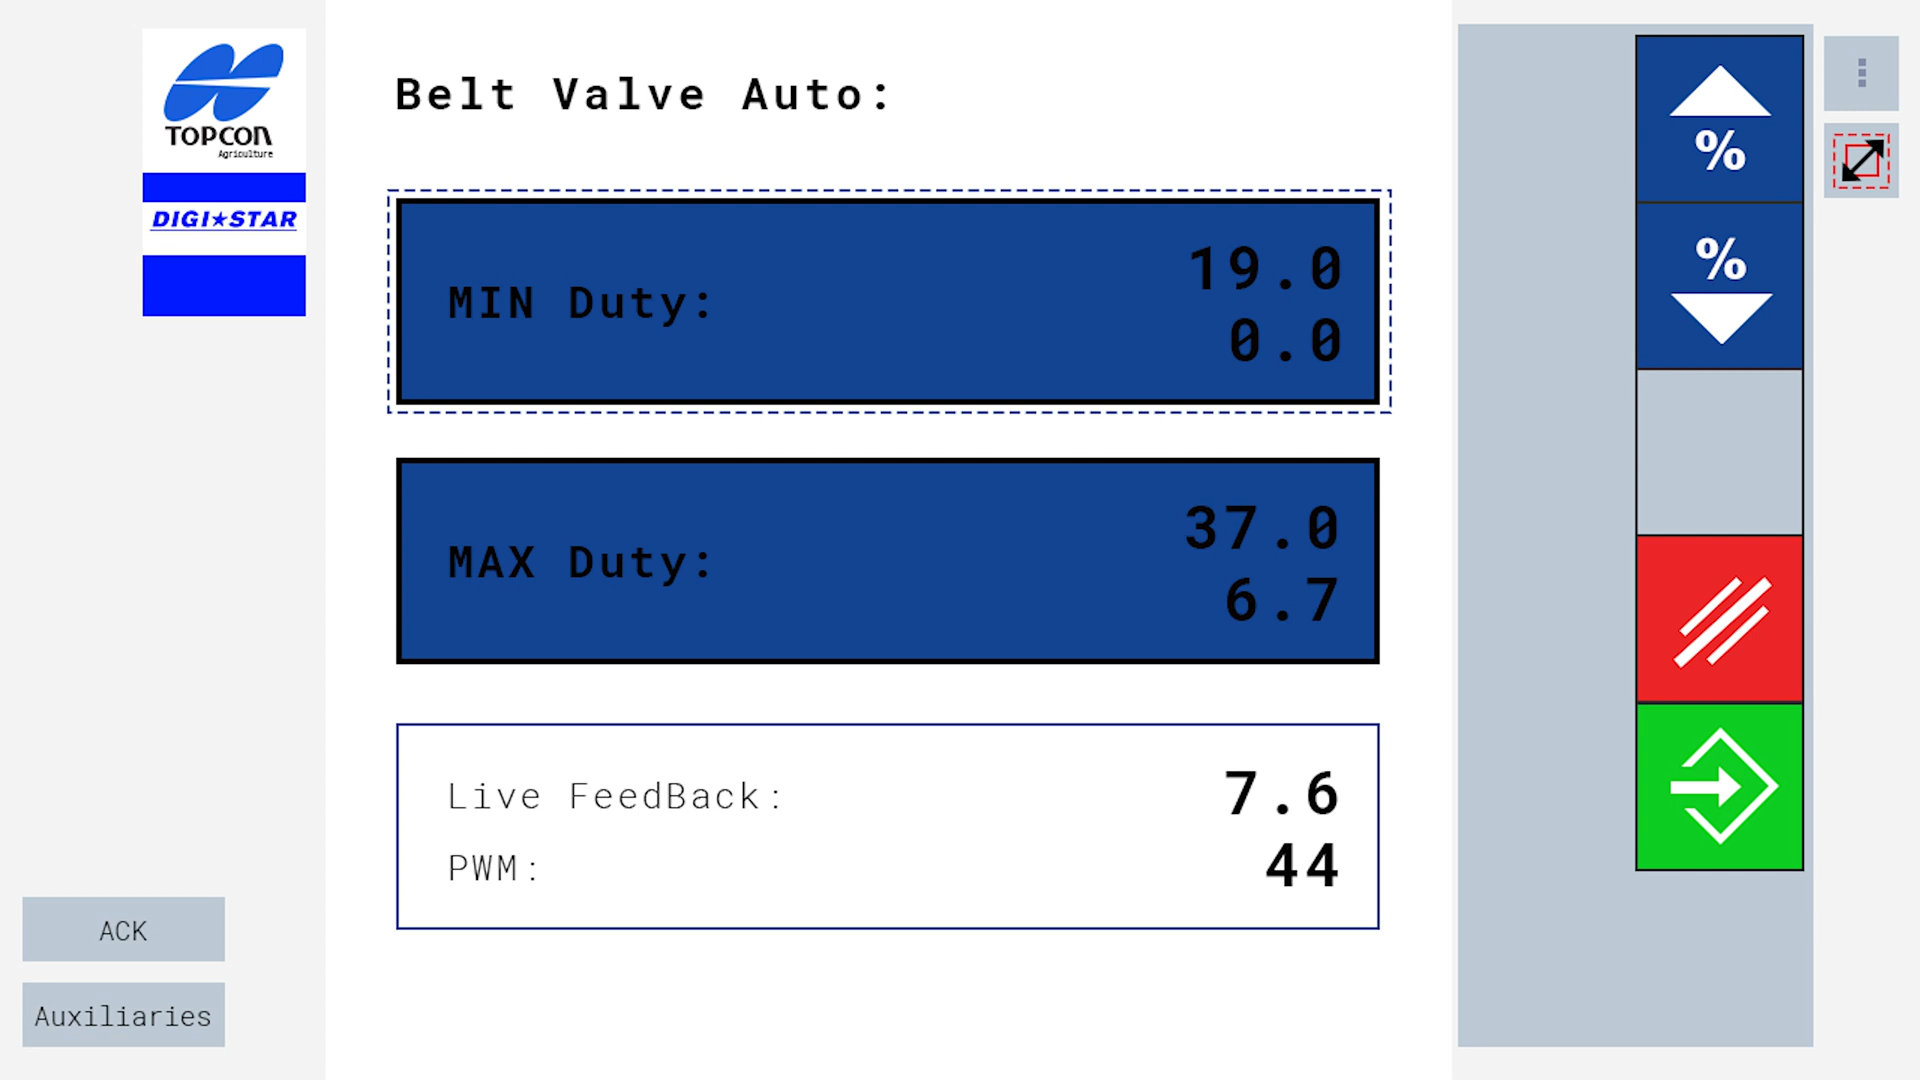 TOPCON
Agriculture
DIGI★STAR
Belt Valve Auto:
MIN Duty:
19.0
0.0
MAX Duty:
37.0
6.7
Live FeedBack:
7.6
PWM:
44
%
%
ACK
Auxiliaries